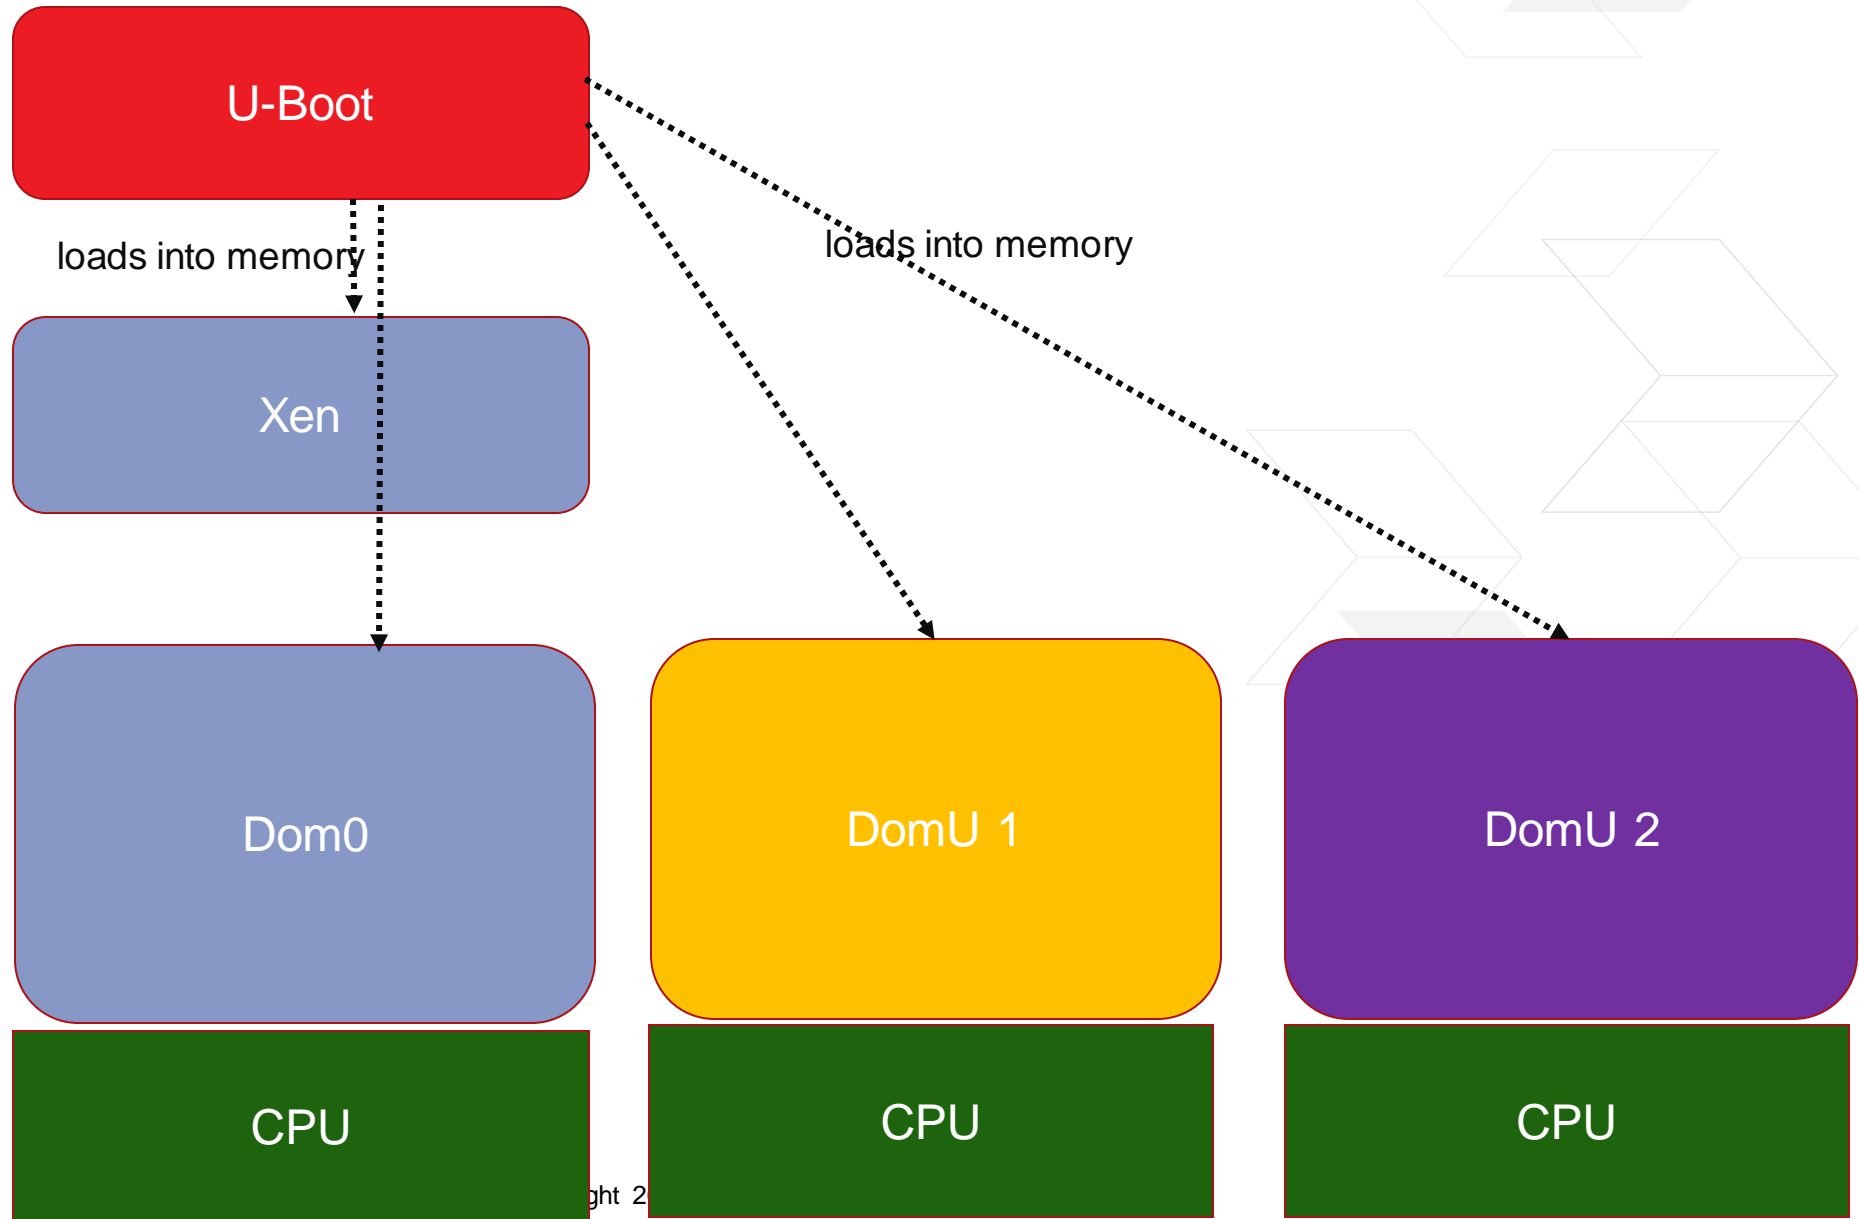 U-Boot
loads into memory
loads into memory
Xen
Dom0
DomU 1
DomU 2
CPU
CPU
CPU